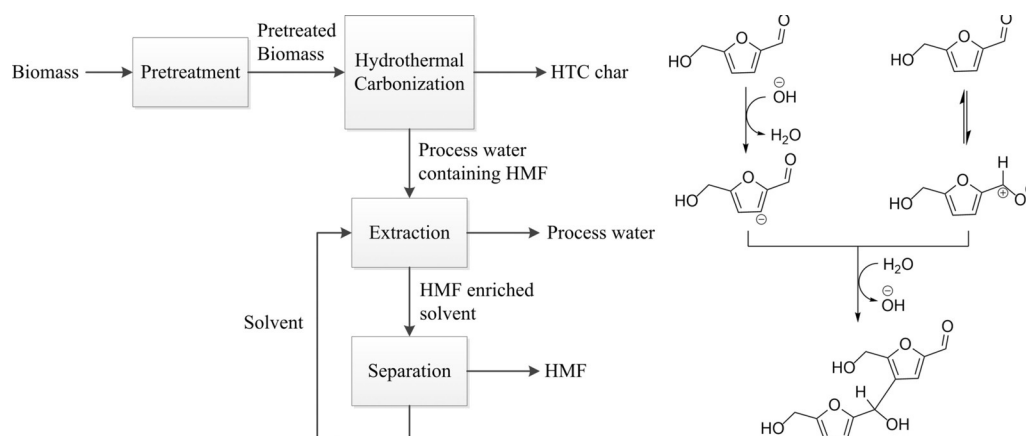 Pretreated
Biomass
Biomass
Pretreatment
Hydrothermal
Carbonization
HTC char
Process water
containing HMF
Extraction
Process water
HMF enriched
solvent
Solvent
Separation
HMF
HO
O
O
⊖
OH
H₂O
HO
O
O
⊖
HO
O
O
HO
O
H
⊕
H₂O
⊖
OH
O
O
HO
H
O
HO
OH